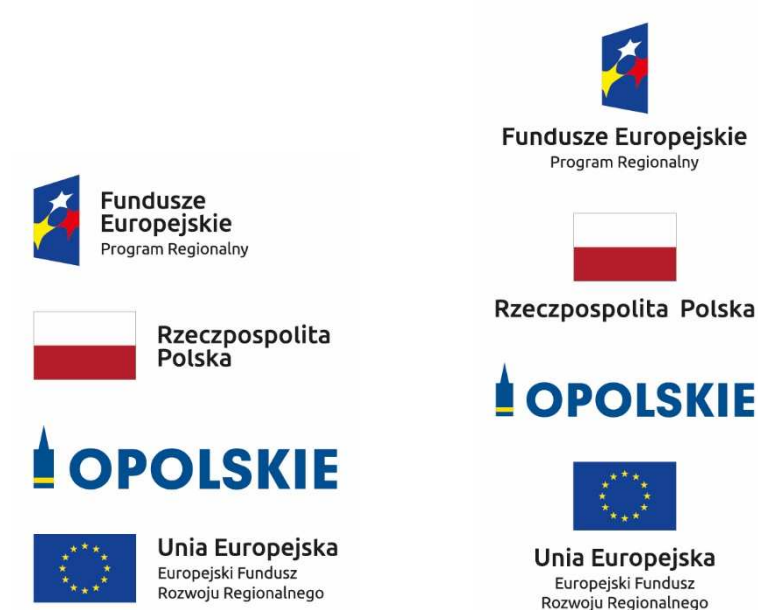 Fundusze
Europejskie
Program Regionalny
Rzeczpospolita
Polska
OPOLSKIE
Unia Europejska
Europejski Fundusz
Rozwoju Regionalnego
Fundusze Europejskie
Program Regionalny
Rzeczpospolita Polska
OPOLSKIE
Unia Europejska
Europejski Fundusz
Rozwoju Regionalnego